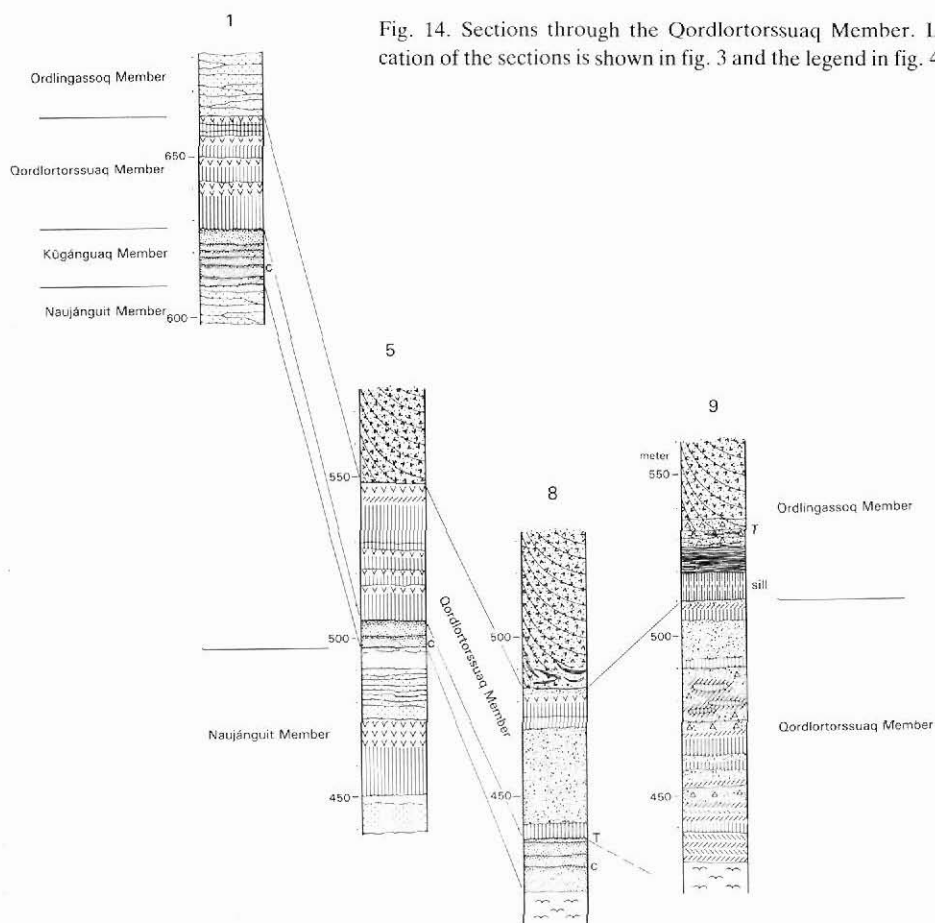 Fig. 14. Sections through the Qordlortorssuaq Member. L
cation of the sections is shown in fig. 3 and the legend in fig. 4
1
Ordlingassoq Member
650
Qordlortorssuaq Member
Kûgánguaq Member
C
Naujánguit Member
600
5
550
500
C
Naujánguit Member
450
Qordlortorssuaq Member
8
500
450
T
C
9
meter
550
Ordlingassoq Member
T
sill
500
Qordlortorssuaq Member
450